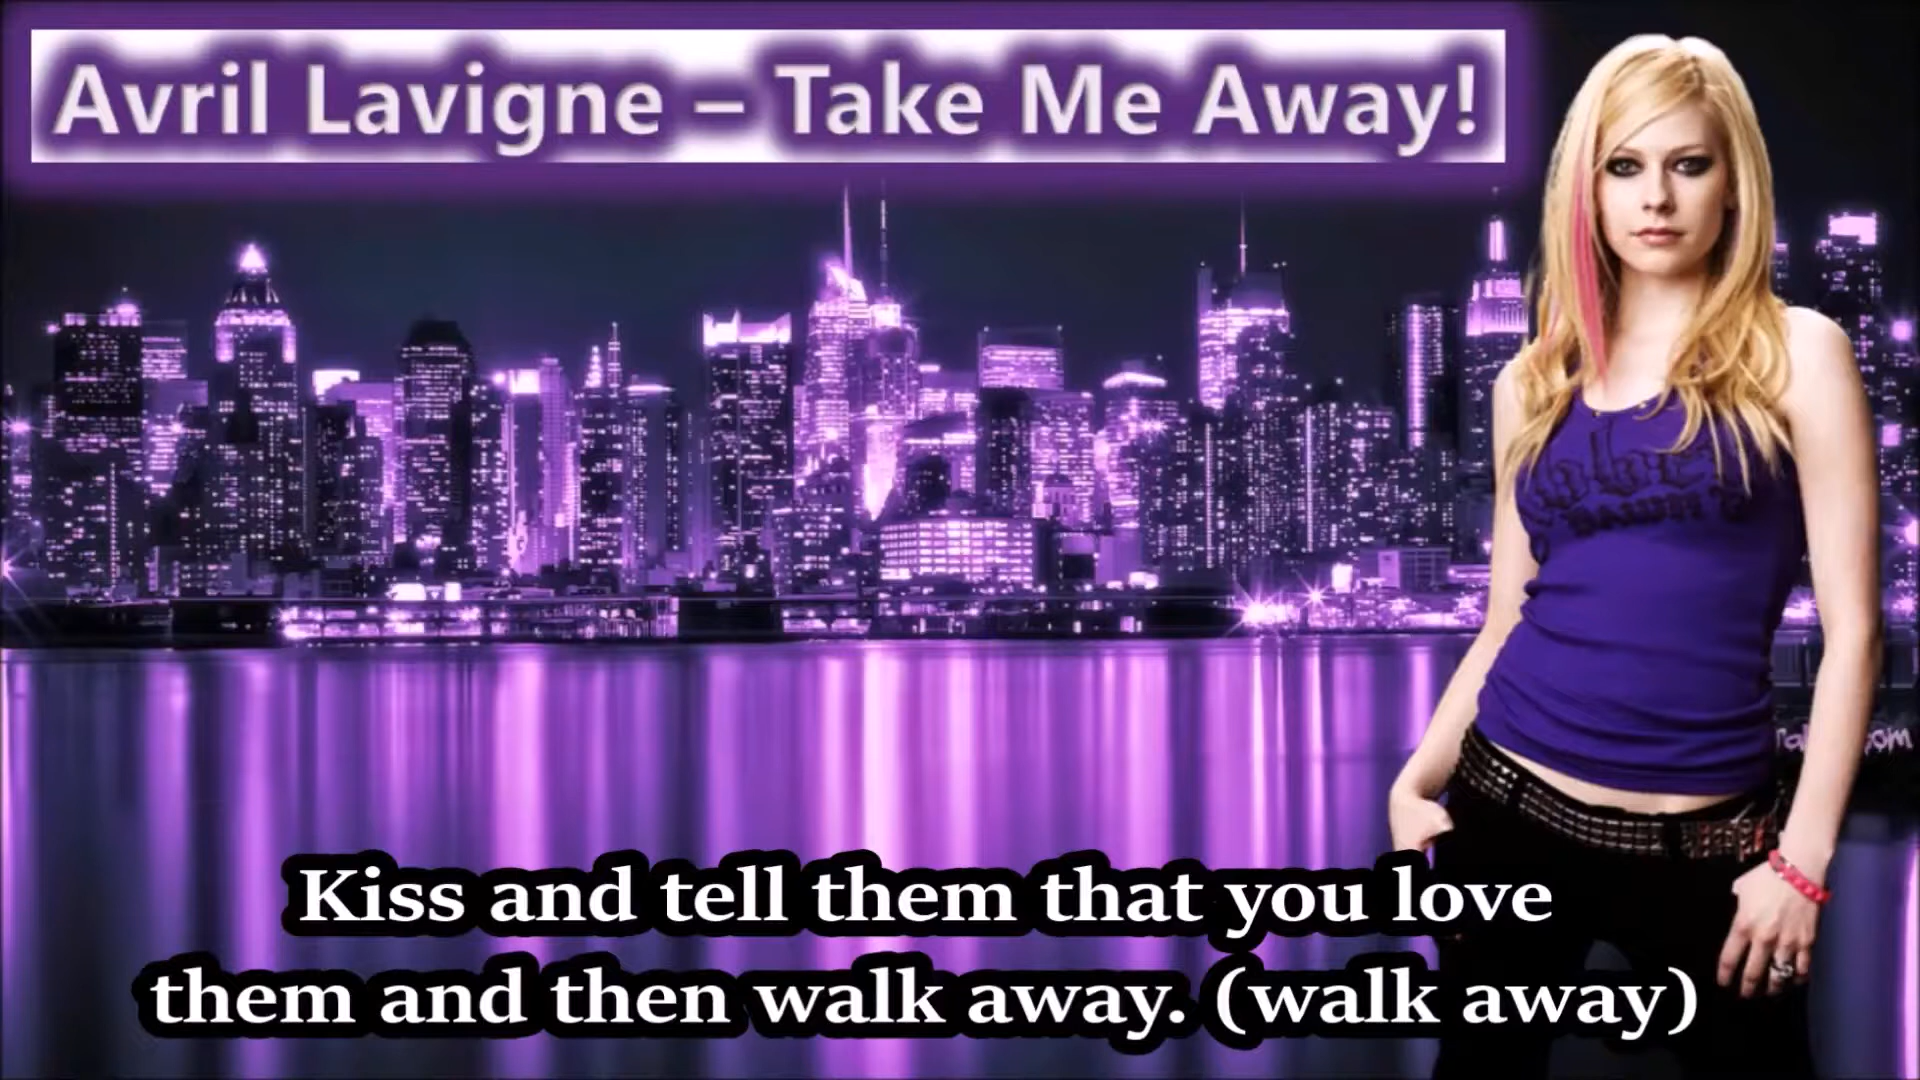 Avril Lavigne – Take Me Away!
Kiss and tell them that you love
them and then walk away. (walk away)